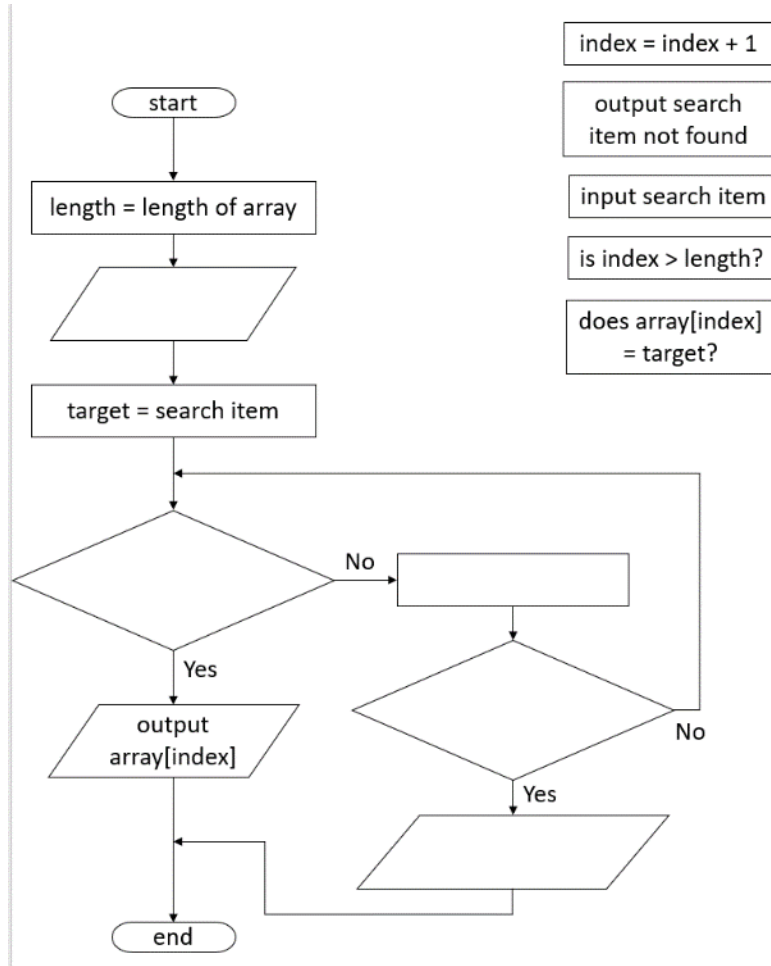 start
length = length of array
target = search item
No
Yes
output
array[index]
No
Yes
end
index = index + 1
output search
item not found
input search item
is index > length?
does array[index]
= target?